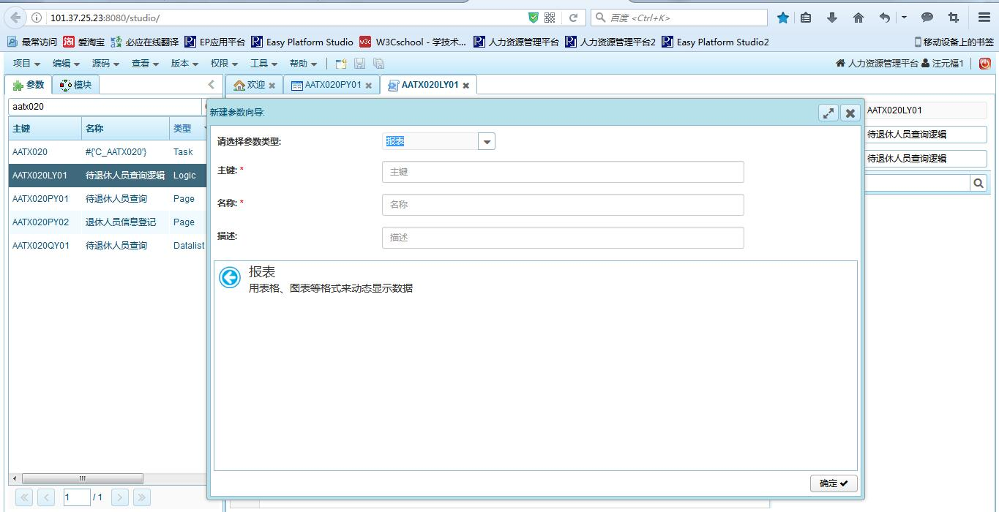 101.37.25.23:8080/studio/
百度 <Ctrl+K>
最常访问 爱淘宝 必应在线翻译 EP应用平台 Easy Platform Studio W3Cschool - 学技术... 人力资源管理平台 人力资源管理平台2 Easy Platform Studio2 移动设备上的书签
项目 编辑 源码 查看 版本 权限 工具 帮助 人力资源管理平台 汪元福1
参数 模块 欢迎 AATX020PY01 AATX020LY01
aatx020
主键 名称 类型
AATX020 #{'C_AATX020'} Task
AATX020LY01 待退休人员查询逻辑 Logic
AATX020PY01 待退休人员查询 Page
AATX020PY02 退休人员信息登记 Page
AATX020QY01 待退休人员查询 Datalist
1 / 1
新建参数向导:
请选择参数类型: 报表
主键: * 主键
名称: * 名称
描述: 描述
报表
用表格、图表等格式来动态显示数据
确定
AATX020LY01
待退休人员查询逻辑
待退休人员查询逻辑